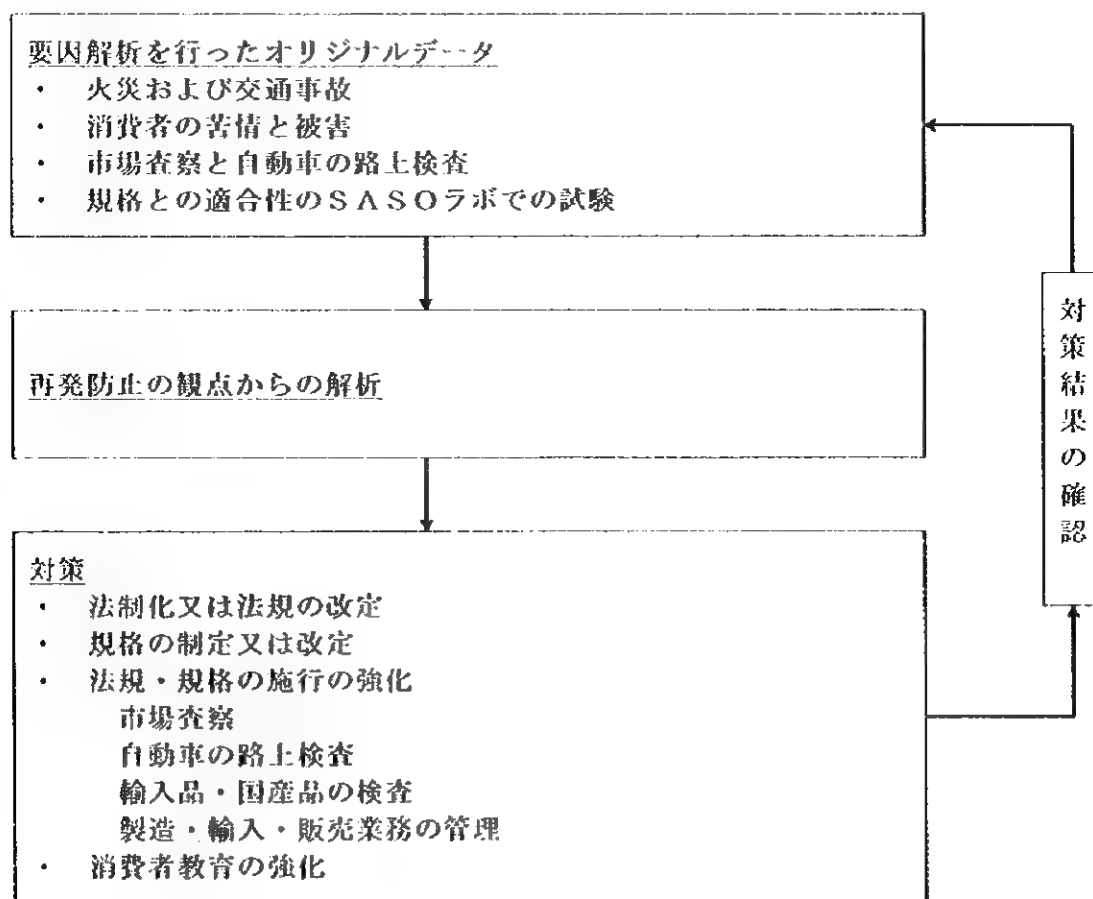 要因解析を行ったオリジナルデータ
・ 火災および交通事故
・ 消費者の苦情と被害
・ 市場査察と自動車の路上検査
・ 規格との適合性のSASOラボでの試験
再発防止の観点からの解析
対策
・ 法制化又は法規の改定
・ 規格の制定又は改定
・ 法規・規格の施行の強化
市場査察
自動車の路上検査
輸入品・国産品の検査
製造・輸入・販売業務の管理
・ 消費者教育の強化
対策結果の確認